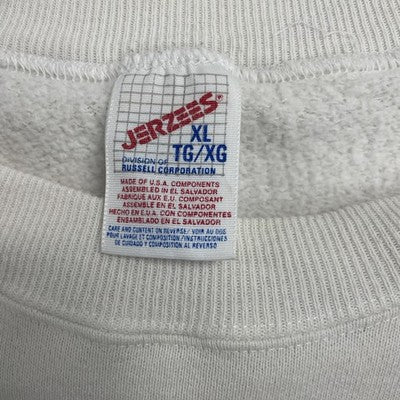 JERZEES
XL
TG/XG
DIVISION OF
RUSSELL CORPORATION
MADE OF U.S.A. COMPONENTS
ASSEMBLED IN EL SALVADOR
FABRIQUE AUX E.U. COMPOSANT
ASSEMBLE EN EL SALVADOR
HECHO EN E.U.A. CON COMPONENTES
ENSAMBLADO EN EL SALVADOR
CARE AND CONTENT ON REVERSE/ VOIR AU DOS
POUR LAVAGE ET COMPOSITION/INSTRUCCIONES
DE CUIDADO Y COMPOSITION AL REVERSO